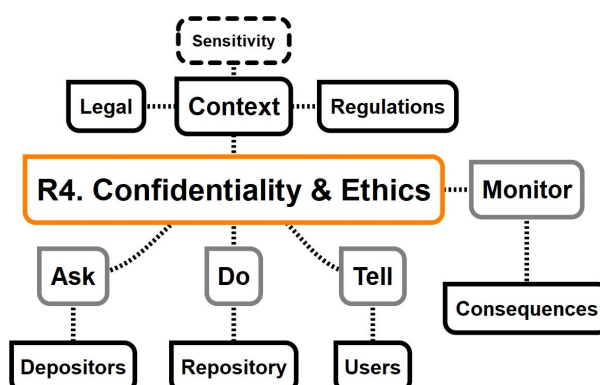 Sensitivity
Legal
Context
Regulations
R4. Confidentiality & Ethics
Monitor
Ask
Do
Tell
Consequences
Depositors
Repository
Users